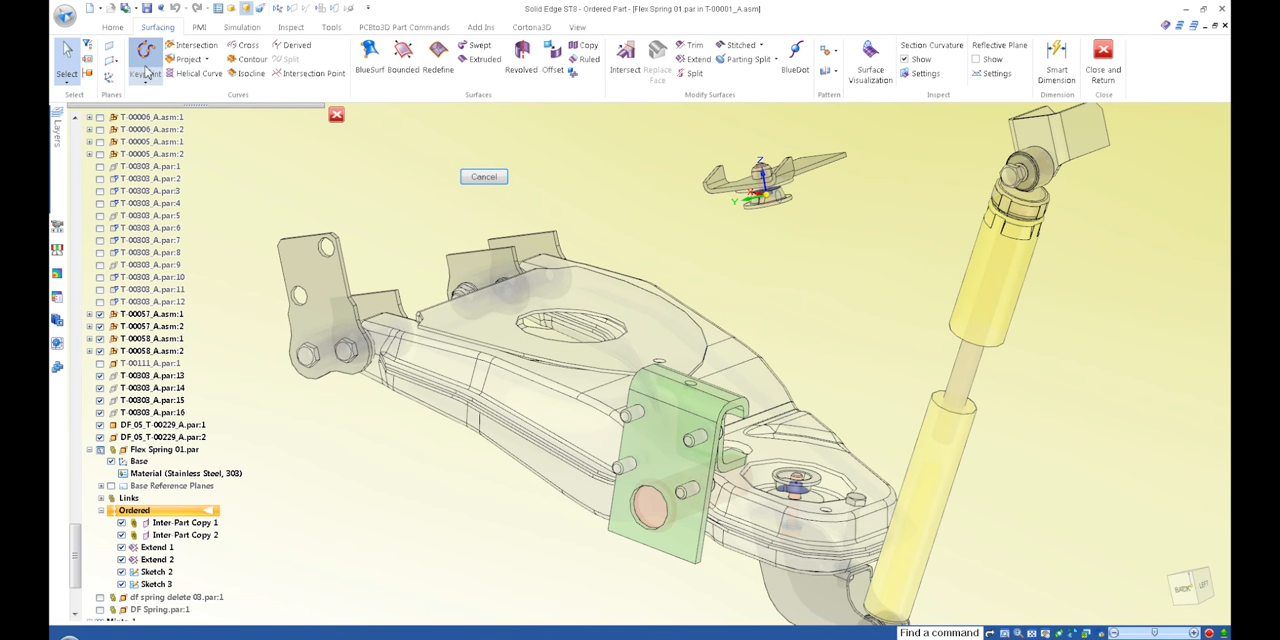 Solid Edge ST8 - Ordered Part - [Flex Spring 01.par in T-00001_A.asm]
Home Surfacing PMI Simulation Inspect Tools PC8to3D Part Commands Add Ins Cortona3D View
Select
Select
Planes
Keypoint
Intersection
Project
Helical Curve
Cross
Contour
Isocline
Derived
Split
Intersection Point
Curves
BlueSurf
Bounded
Redefine
Swept
Extruded
Revolved
Offset
Copy
Ruled
Surfaces
Intersect
Replace
Face
Trim
Extend
Split
Stitched
Parting Split
BlueDot
Modify Surfaces
Pattern
Surface
Visualization
Section Curvature
Show
Settings
Reflective Plane
Show
Settings
Inspect
Smart
Dimension
Dimension
Close and
Return
Close
Layers
T-00006_A.asm:1
T-00006_A.asm:2
T-00005_A.asm:1
T-00005_A.asm:2
T-00303_A.par:1
T-00303_A.par:2
T-00303_A.par:3
T-00303_A.par:4
T-00303_A.par:5
T-00303_A.par:6
T-00303_A.par:7
T-00303_A.par:8
T-00303_A.par:9
T-00303_A.par:10
T-00303_A.par:11
T-00303_A.par:12
T-00057_A.asm:1
T-00057_A.asm:2
T-00058_A.asm:1
T-00058_A.asm:2
T-00111_A.par:1
T-00303_A.par:13
T-00303_A.par:14
T-00303_A.par:15
T-00303_A.par:16
DF_05_T-00229_A.par:1
DF_05_T-00229_A.par:2
Flex Spring 01.par
Base
Material (Stainless Steel, 303)
Base Reference Planes
Links
Ordered
Inter-Part Copy 1
Inter-Part Copy 2
Extend 1
Extend 2
Sketch 2
Sketch 3
df spring delete 03.par:1
DF Spring.par:1
Cancel
Z
X
Y
BACK
LEFT
Find a command